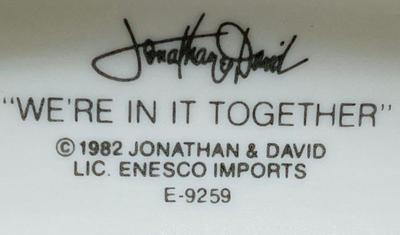 Jonathan & David
"WE'RE IN IT TOGETHER"
© 1982 JONATHAN & DAVID
LIC. ENESCO IMPORTS
E-9259